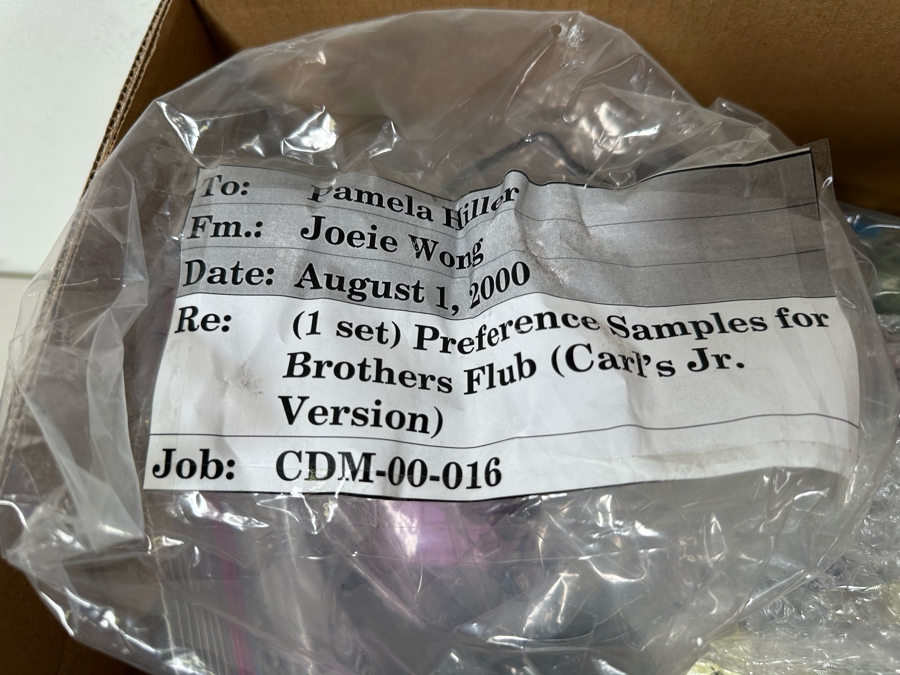 To: Pamela Hiller
Fm.: Joeie Wong
Date: August 1, 2000
Re: (1 set) Preference Samples for
Brothers Flub (Carl's Jr.
Version)
Job: CDM-00-016